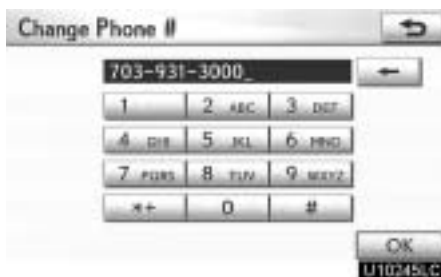 Change Phone #
703-931-3000_
1 2 ABC 3 DEF
4 GHI 5 JKL 6 MNO
7 PQRS 8 TUV 9 WXYZ
*+ 0 #
OK
U10245LC